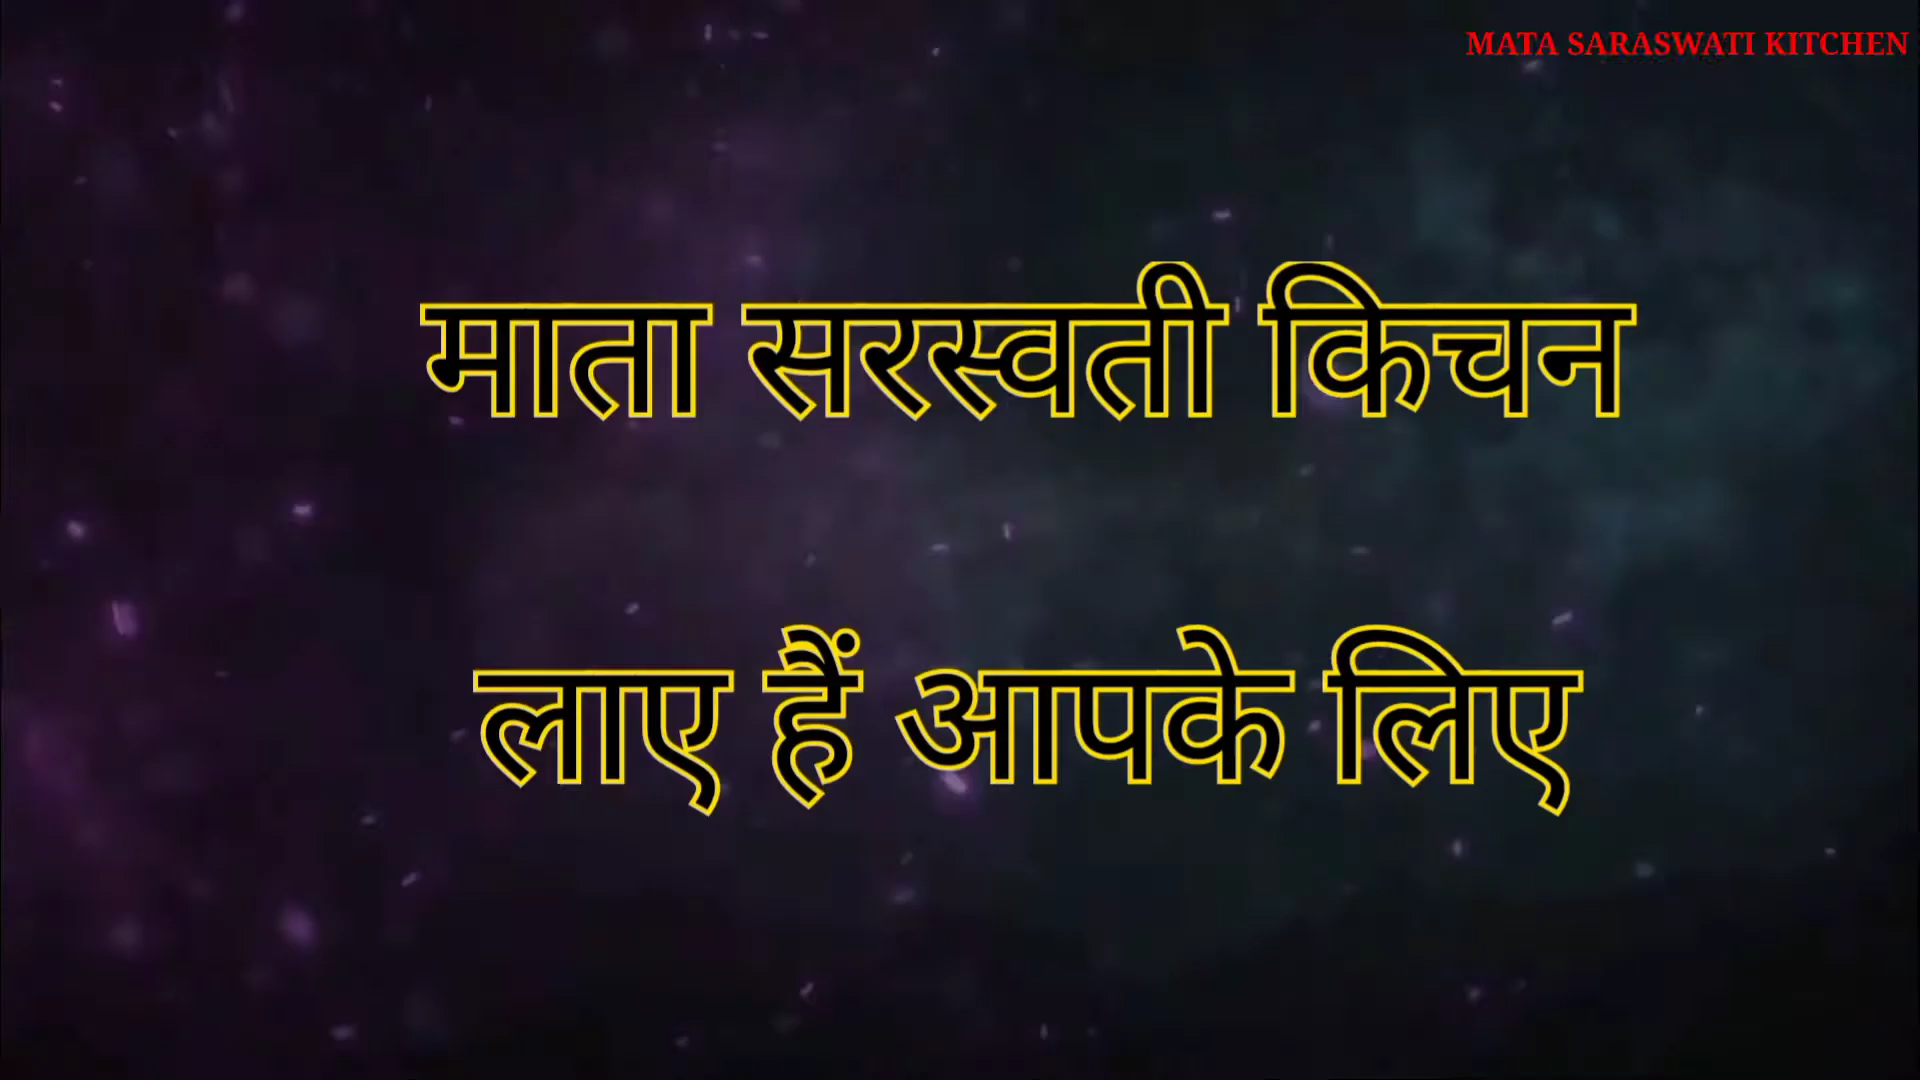 MATA SARASWATI KITCHEN
माता सरस्वती किचन
लाए हैं आपके लिए